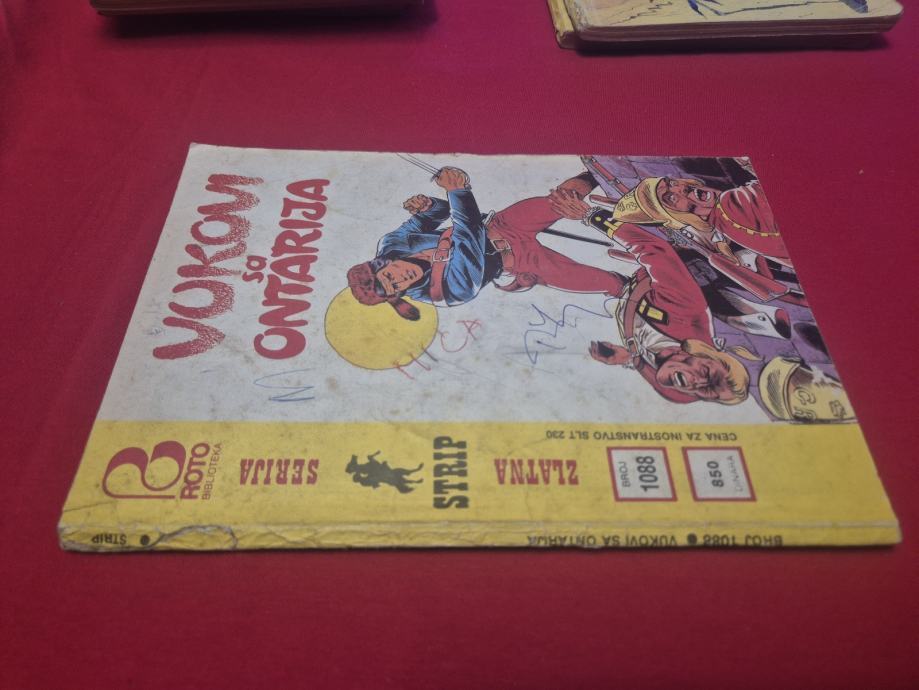 VUKOVI
sa
ONTARIJA
MICA
ROTO
BIBLIOTEKA
ZLATNA
SERIJA
STRIP
BROJ
1088
850
DINARA
CENA ZA INOSTRANSTVO SLT 230
BROJ 1088 ● VUKOVI SA ONTARIJA
● STRIP